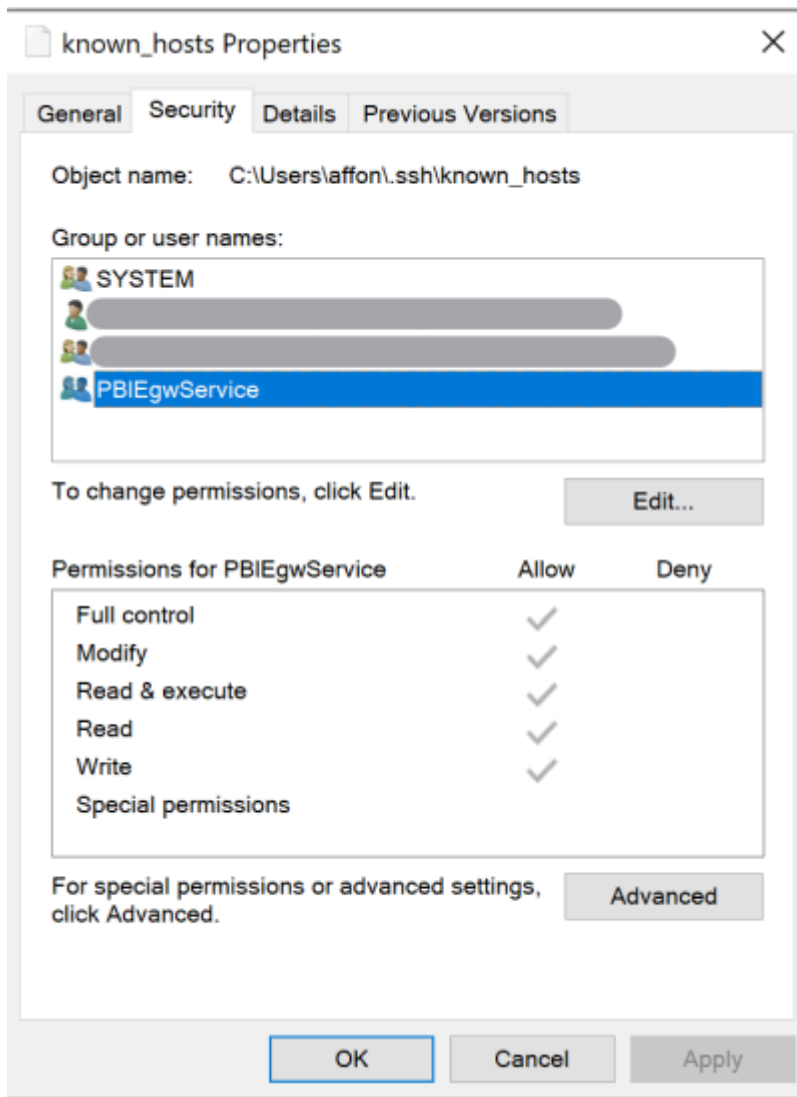 known_hosts Properties
General Security Details Previous Versions
Object name: C:\Users\affon\.ssh\known_hosts
Group or user names:
SYSTEM
PBIEgwService
To change permissions, click Edit.
Edit...
Permissions for PBIEgwService Allow Deny
Full control
Modify
Read & execute
Read
Write
Special permissions
For special permissions or advanced settings,
click Advanced.
Advanced
OK Cancel Apply